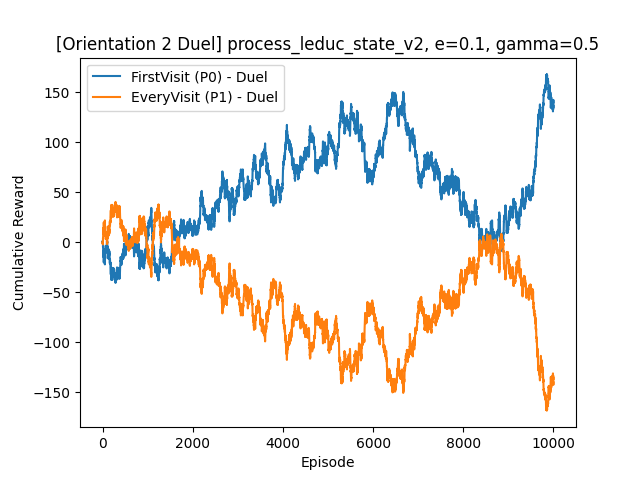 [Orientation 2 Duel] process_leduc_state_v2, e=0.1, gamma=0.5
FirstVisit (P0) - Duel
EveryVisit (P1) - Duel
150
100
50
0
−50
−100
−150
Cumulative Reward
0
2000
4000
6000
8000
10000
Episode